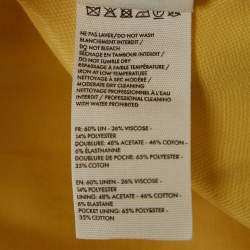 NE PAS LAVER/DO NOT WASH
BLANCHIMENT INTERDIT /
DO NOT BLEACH
SÉCHAGE EN TAMBOUR INTERDIT /
DO NOT TUMBLE DRY
REPASSAGE À FAIBLE TEMPÉRATURE /
IRON AT LOW TEMPERATURE
NETTOYAGE À SEC MODÉRÉ /
MODERATE DRY CLEANING
NETTOYAGE PROFESSIONNEL À L'EAU
INTERDIT / PROFESSIONAL CLEANING
WITH WATER PROHIBITED
FR: 60% LIN - 26% VISCOSE -
14% POLYESTER
DOUBLURE: 48% ACETATE - 46% COTON -
6% ÉLASTHANNE
DOUBLURE DE POCHE: 65% POLYESTER -
35% COTON
EN: 60% LINEN - 26% VISCOSE -
14% POLYESTER
LINING: 48% ACETATE - 46% COTTON -
6% ELASTANE
POCKET LINING: 65% POLYESTER -
35% COTTON